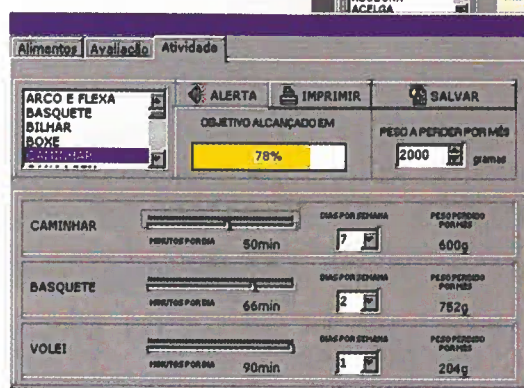 ACELGA
Alimentos Avaliação Atividade
ARCO E FLEXA
BASQUETE
BILHAR
BOXE
CAMINHAR
ALERTA IMPRIMIR SALVAR
OBJETIVO ALCANÇADO EM
78%
PESO A PERDER POR MÊS
2000 gramas
CAMINHAR
MINUTOS POR DIA 50min
DIAS POR SEMANA
7
PESO PERDIDO POR MÊS
600g
BASQUETE
MINUTOS POR DIA 66min
DIAS POR SEMANA
2
PESO PERDIDO POR MÊS
752g
VOLEI
MINUTOS POR DIA 90min
DIAS POR SEMANA
1
PESO PERDIDO POR MÊS
204g